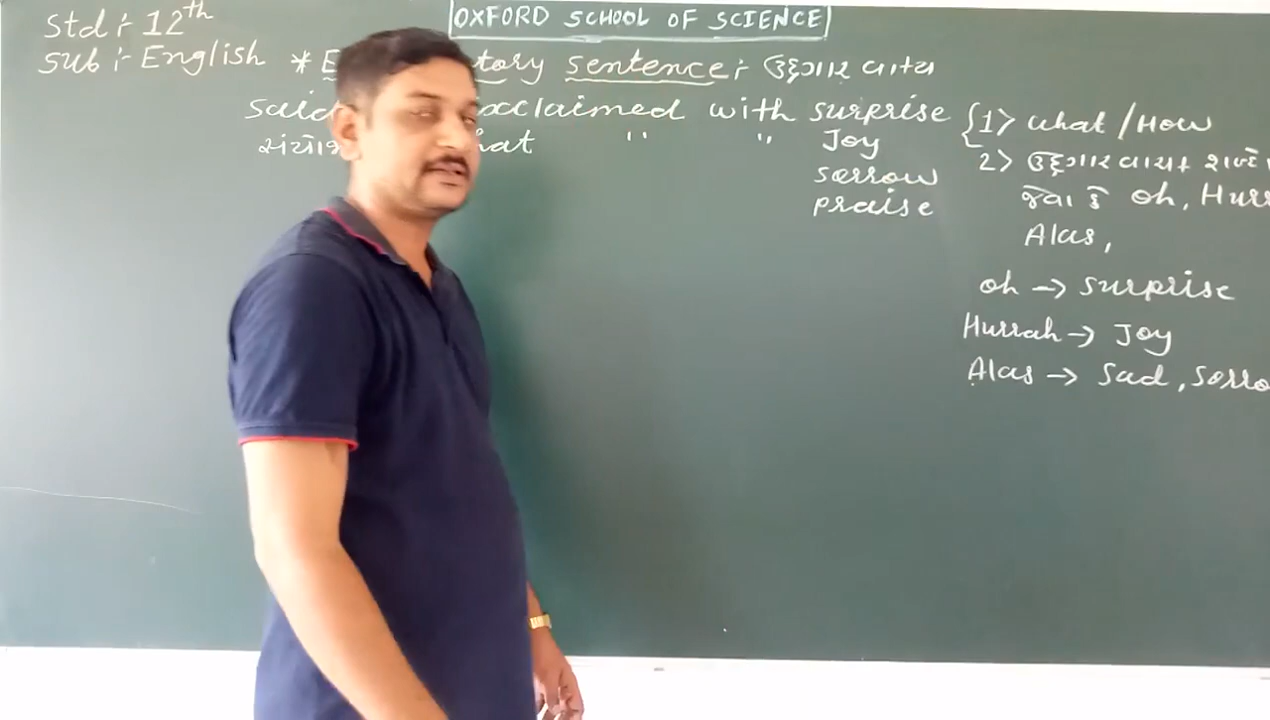 Std :- 12th
OXFORD SCHOOL OF SCIENCE
Sub :- English * E tory sentence :- ઉદ્ગાર વાક્ય
said exclaimed with surprise
hat " " Joy
sorrow
praise
{1> what / How
2> ઉદ્ગાર વાચક શબ્દ
જેવા કે oh, Hurr
Alas,
oh → surprise
Hurrah → Joy
Alas → Sad, Sorro